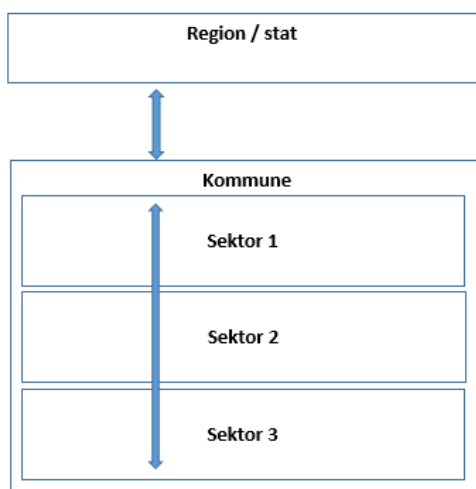 Region / stat
Kommune
Sektor 1
Sektor 2
Sektor 3